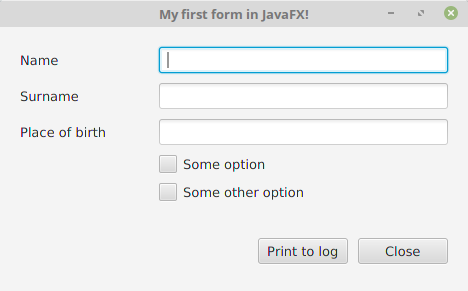 My first form in JavaFX!
Name
Surname
Place of birth
Some option
Some other option
Print to log Close